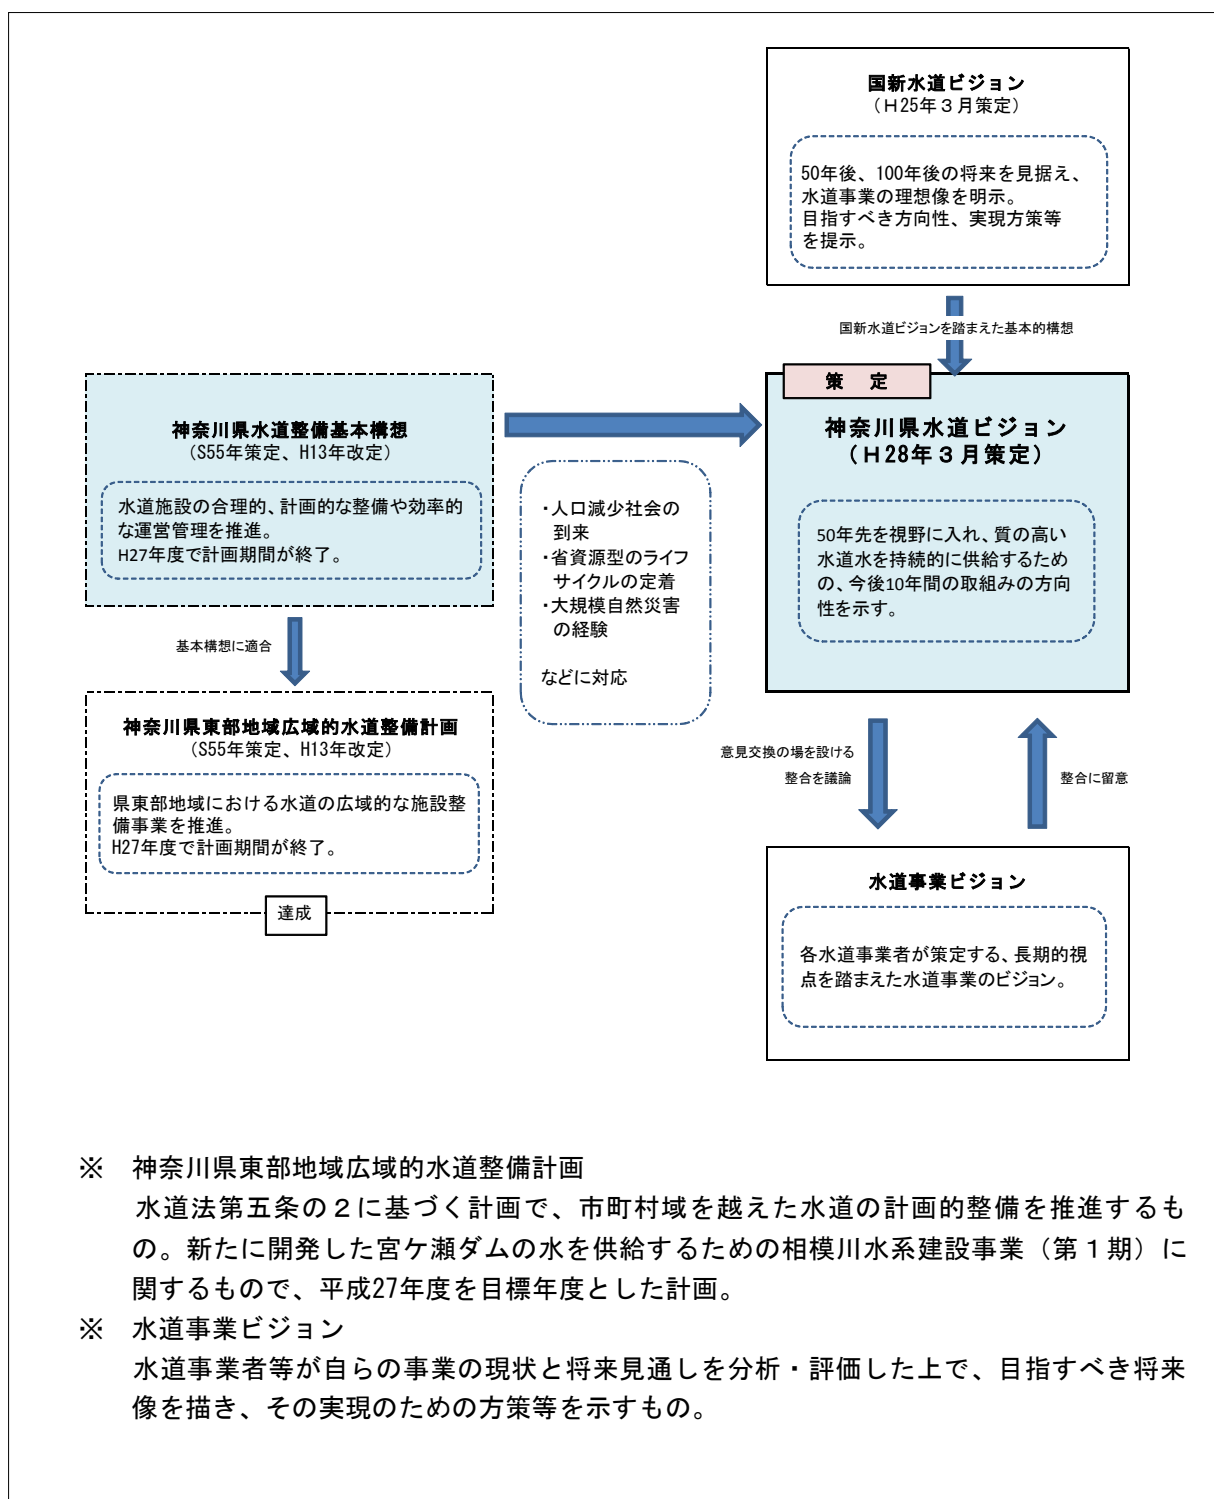 国新水道ビジョン
（Ｈ25年３月策定）
50年後、100年後の将来を見据え、
水道事業の理想像を明示。
目指すべき方向性、実現方策等
を提示。
国新水道ビジョンを踏まえた基本的構想
策　定
神奈川県水道ビジョン
（Ｈ28年３月策定）
50年先を視野に入れ、質の高い
水道水を持続的に供給するため
の、今後10年間の取組みの方向
性を示す。
神奈川県水道整備基本構想
（S55年策定、H13年改定）
水道施設の合理的、計画的な整備や効率的
な運営管理を推進。
H27年度で計画期間が終了。
・人口減少社会の
到来
・省資源型のライフ
サイクルの定着
・大規模自然災害
の経験
などに対応
基本構想に適合
神奈川県東部地域広域的水道整備計画
（S55年策定、H13年改定）
県東部地域における水道の広域的な施設整
備事業を推進。
H27年度で計画期間が終了。
達成
意見交換の場を設ける
整合を議論
整合に留意
水道事業ビジョン
各水道事業者が策定する、長期的視
点を踏まえた水道事業のビジョン。
※　神奈川県東部地域広域的水道整備計画
水道法第五条の２に基づく計画で、市町村域を越えた水道の計画的整備を推進するも
の。新たに開発した宮ケ瀬ダムの水を供給するための相模川水系建設事業（第１期）に
関するもので、平成27年度を目標年度とした計画。
※　水道事業ビジョン
水道事業者等が自らの事業の現状と将来見通しを分析・評価した上で、目指すべき将来
像を描き、その実現のための方策等を示すもの。